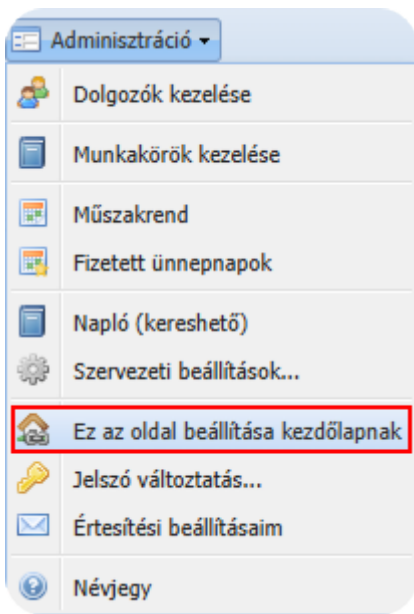 Adminisztráció
Dolgozók kezelése
Munkakörök kezelése
Műszakrend
Fizetett ünnepnapok
Napló (kereshető)
Szervezeti beállítások...
Ez az oldal beállítása kezdőlapnak
Jelszó változtatás...
Értesítési beállításaim
Névjegy